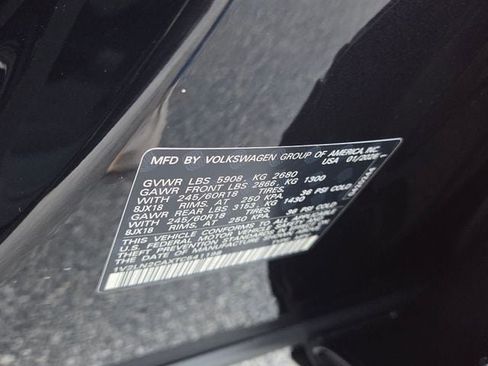 MFD BY VOLKSWAGEN GROUP OF AMERICA, INC.
USA 01/2026
GVWR LBS 5908, KG 2680
GAWR FRONT LBS 2866, KG 1300
WITH 245/60R18 TIRES,
8JX18 RIMS, AT 250 KPA, 36 PSI COLD
GAWR REAR LBS 3153, KG 1430
WITH 245/60R18 TIRES,
8JX18 RIMS, AT 250 KPA, 36 PSI COLD
THIS VEHICLE CONFORMS TO ALL APPLICABLE
U.S. FEDERAL MOTOR VEHICLE